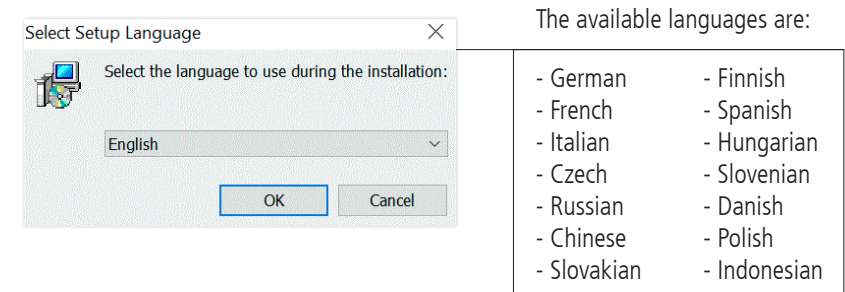 Select Setup Language
Select the language to use during the installation:
English
OK
Cancel
The available languages are:
- German
- French
- Italian
- Czech
- Russian
- Chinese
- Slovakian
- Finnish
- Spanish
- Hungarian
- Slovenian
- Danish
- Polish
- Indonesian